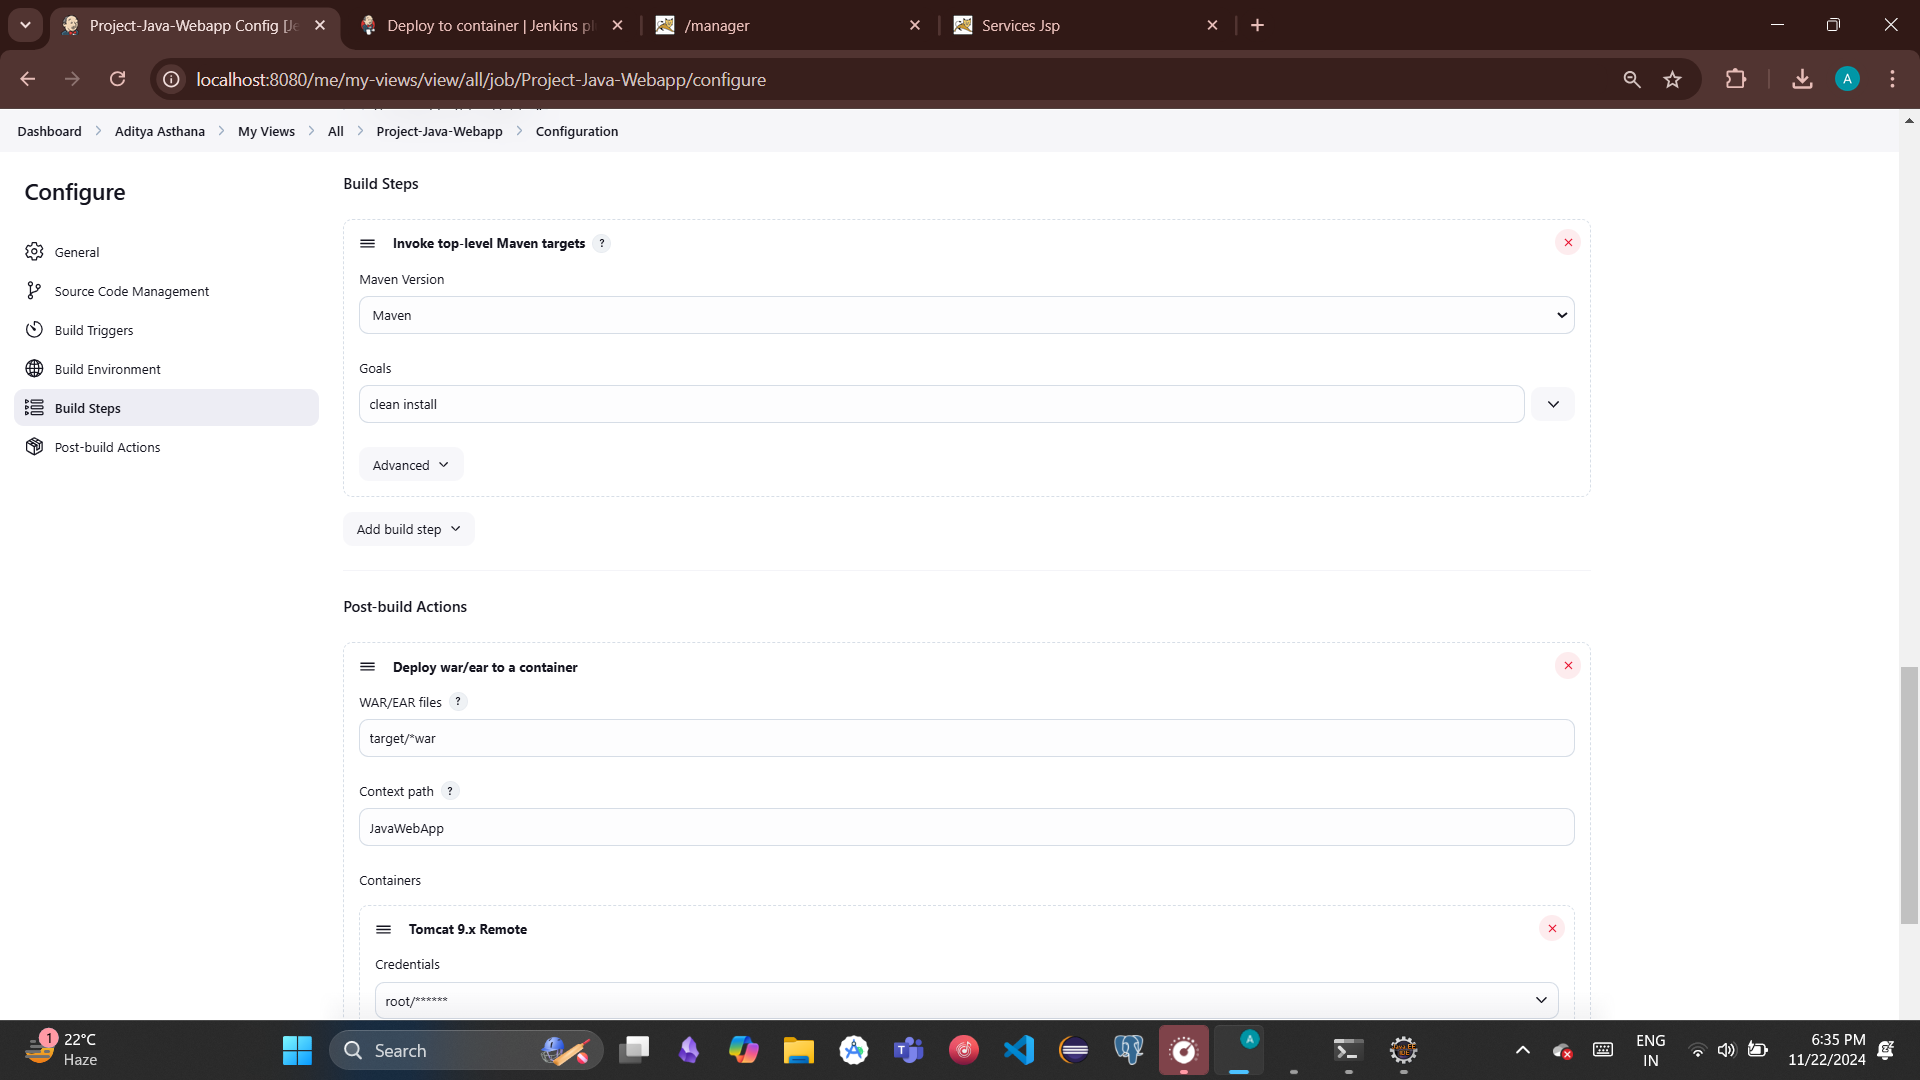 Project-Java-Webapp Config [Je
Deploy to container | Jenkins pl
/manager
Services Jsp
localhost:8080/me/my-views/view/all/job/Project-Java-Webapp/configure
A
Dashboard
Aditya Asthana
My Views
All
Project-Java-Webapp
Configuration
Configure
General
Source Code Management
Build Triggers
Build Environment
Build Steps
Post-build Actions
Build Steps
Invoke top-level Maven targets ?
Maven Version
Maven
Goals
clean install
Advanced
Add build step
Post-build Actions
Deploy war/ear to a container
WAR/EAR files ?
target/*war
Context path ?
JavaWebApp
Containers
Tomcat 9.x Remote
Credentials
root/******
1
22°C
Haze
Search
A
ENG
IN
6:35 PM
11/22/2024